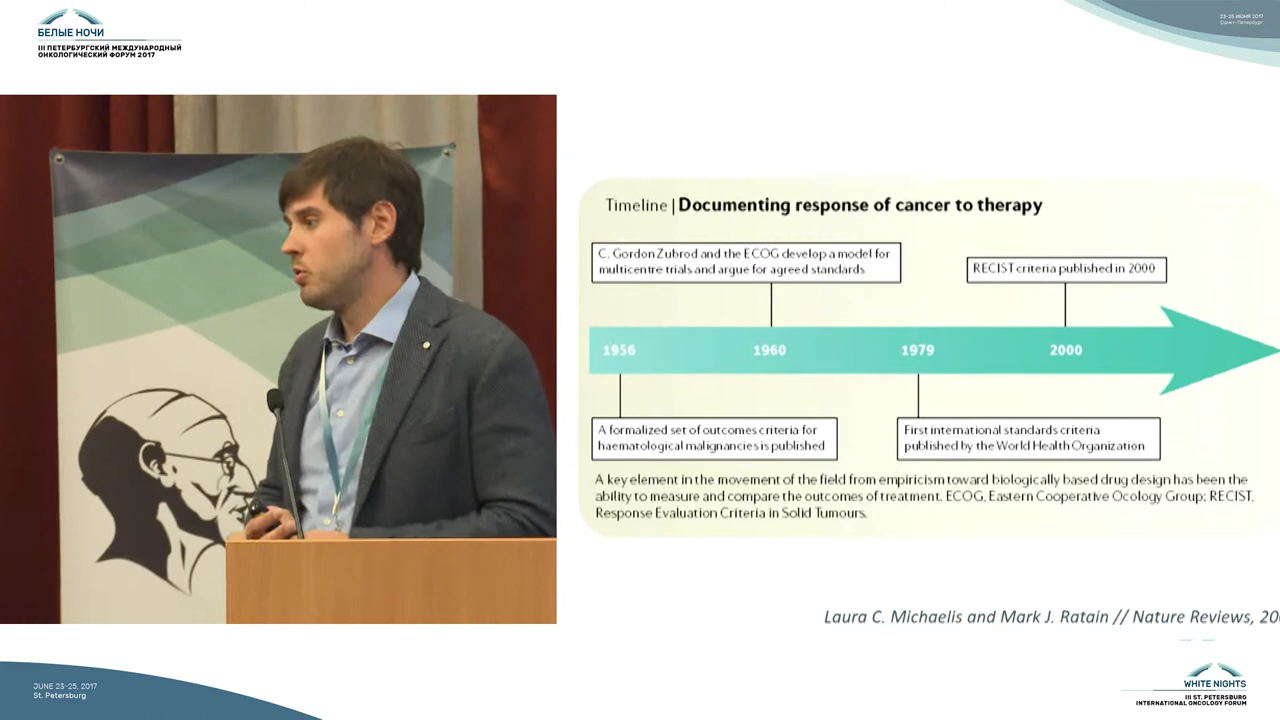 БЕЛЫЕ НОЧИ
III ПЕТЕРБУРГСКИЙ МЕЖДУНАРОДНЫЙ
ОНКОЛОГИЧЕСКИЙ ФОРУМ 2017
23-25 ИЮНЯ 2017
Санкт-Петербург
Timeline | Documenting response of cancer to therapy
C. Gordon Zubrod and the ECOG develop a model for
multicentre trials and argue for agreed standards
RECIST criteria published in 2000
1956 1960 1979 2000
A formalized set of outcomes criteria for
haematological malignancies is published
First international standards criteria
published by the World Health Organization
A key element in the movement of the field from empiricism toward biologically based drug design has been the
ability to measure and compare the outcomes of treatment. ECOG, Eastern Cooperative Ocology Group; RECIST,
Response Evaluation Criteria in Solid Tumours.
Laura C. Michaelis and Mark J. Ratain // Nature Reviews, 20
JUNE 23-25, 2017
St. Petersburg
WHITE NIGHTS
III ST. PETERSBURG
INTERNATIONAL ONCOLOGY FORUM